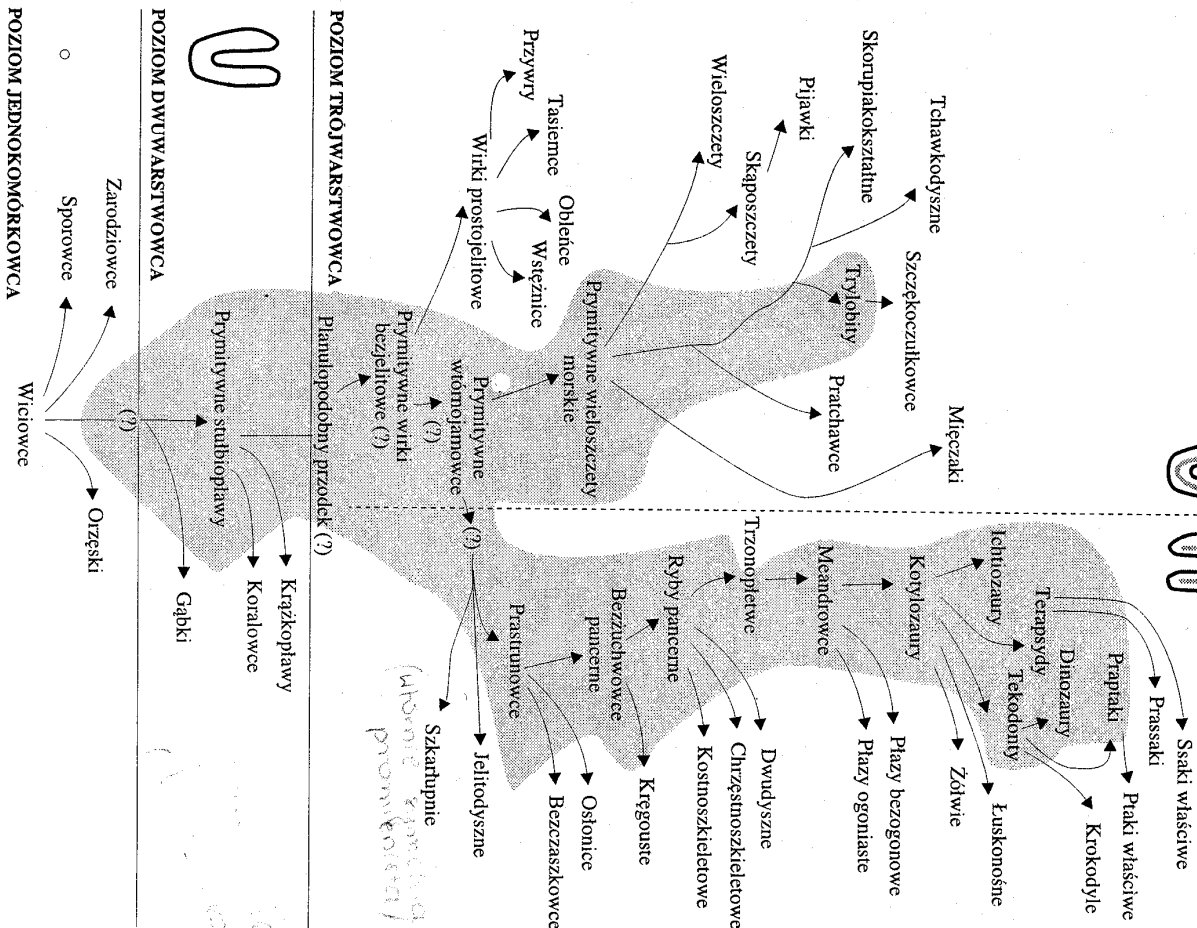 Ssaki właściwe
Prassaki
Ptaki właściwe
Praptaki
Krokodyle
Dinozaury
Tekodonty
Terapsydy
Ichtiozaury
Łuskonośne
Żółwie
Kotylozaury
Płazy bezogonowe
Płazy ogoniaste
Meandrowce
Trzonopłetwe
Dwudyszne
Chrzęstnoszkieletowe
Kostnoszkieletowe
Ryby pancerne
Kręgouste
Bezżuchwowce
pancerne
Osłonice
Bezczaszkowce
Prastrunowce
Jelitodyszne
Szkarłupnie
(?)
(wtórnie
Mięczaki
Tchawkodyszne
Szczękoczułkowe
Skorupiakokształtne
Trylobity
Pratchawce
Pijawki
Skąposzczety
Wieloszczety
Prymitywne wieloszczety
morskie
Przywry
Tasiemce
Obleńce
Wstężnice
Wirki prostojelitowe
Prymitywne
wtórnojamowce
(?)
Prymitywne wirki
bezjelitowe (?)
Planulopodobny przodek (?)
POZIOM TRÓJWARSTWOWCA
Krążkopławy
Koralowce
Prymitywne stułbiopławy
Gąbki
POZIOM DWUWARSTWOWCA
(?)
Zarodziowce
Sporowce
Orzęski
Wiciowce
POZIOM JEDNOKOMÓRKOWCA